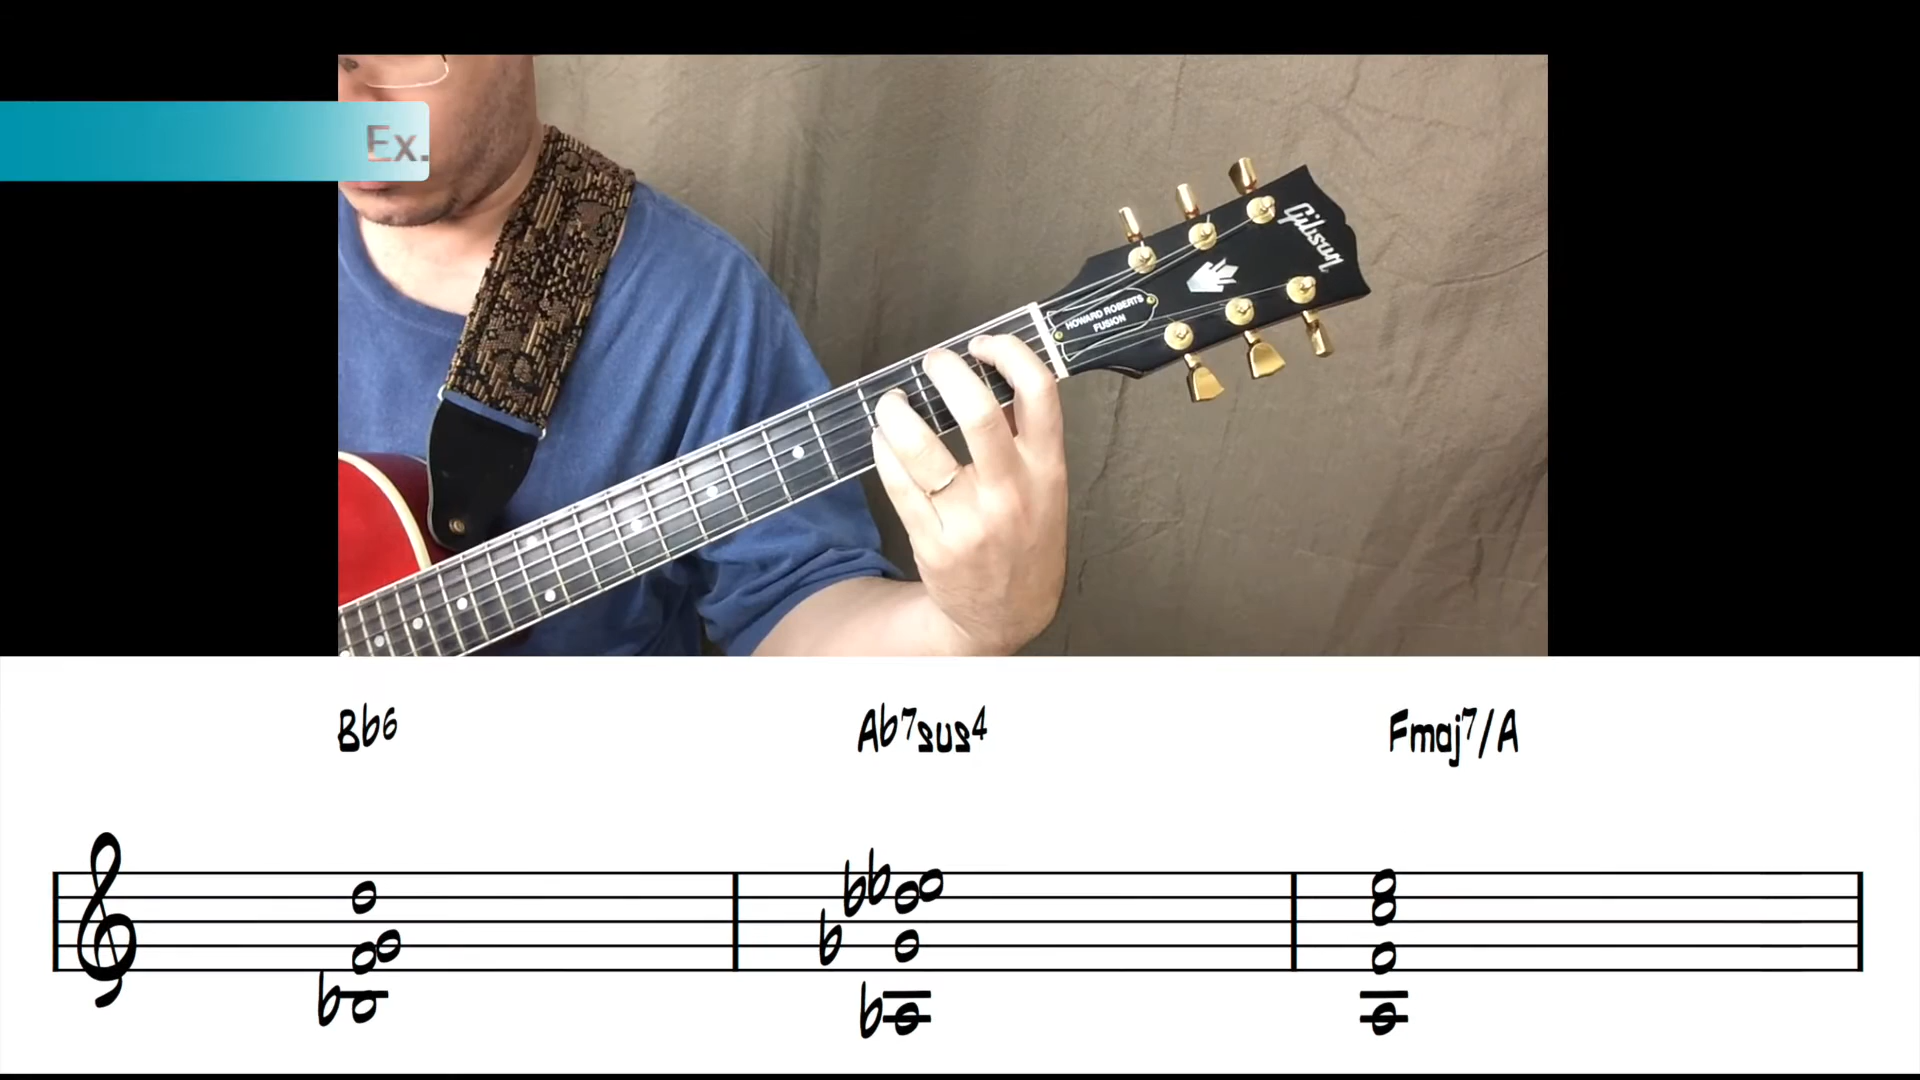 Ex.
Gibson
HOWARD ROBERTS
FUSION
Bb6 Ab7sus4 Fmaj7/A